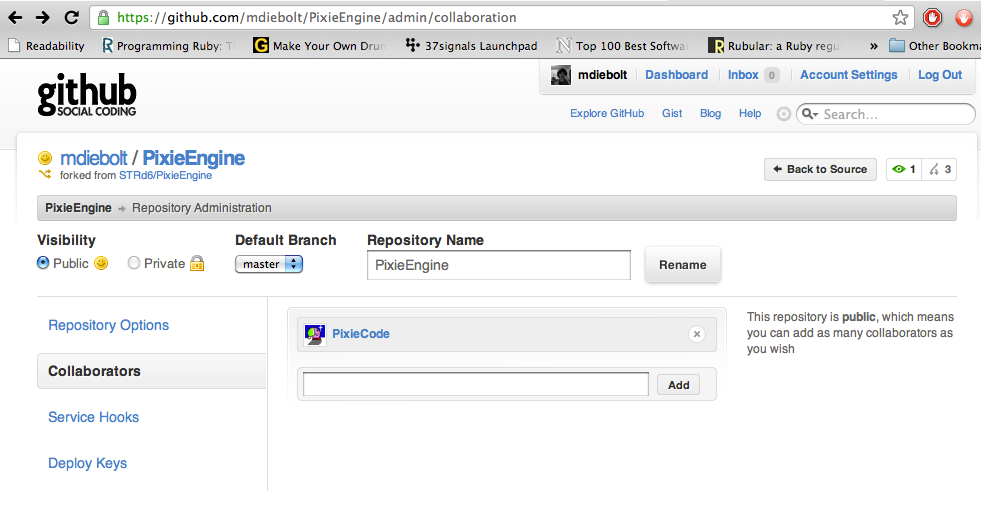 https://github.com/mdiebolt/PixieEngine/admin/collaboration
Readability Programming Ruby: Make Your Own Drun 37signals Launchpad Top 100 Best Softwa Rubular: a Ruby regu » Other Bookma
github
SOCIAL CODING
mdiebolt Dashboard Inbox 0 Account Settings Log Out
Explore GitHub Gist Blog Help Search...
mdiebolt / PixieEngine
forked from STRd6/PixieEngine
Back to Source 1 3
PixieEngine Repository Administration
Visibility Default Branch Repository Name
Public Private master PixieEngine Rename
Repository Options
Collaborators
Service Hooks
Deploy Keys
PixieCode
Add
This repository is public, which means
you can add as many collaborators as
you wish